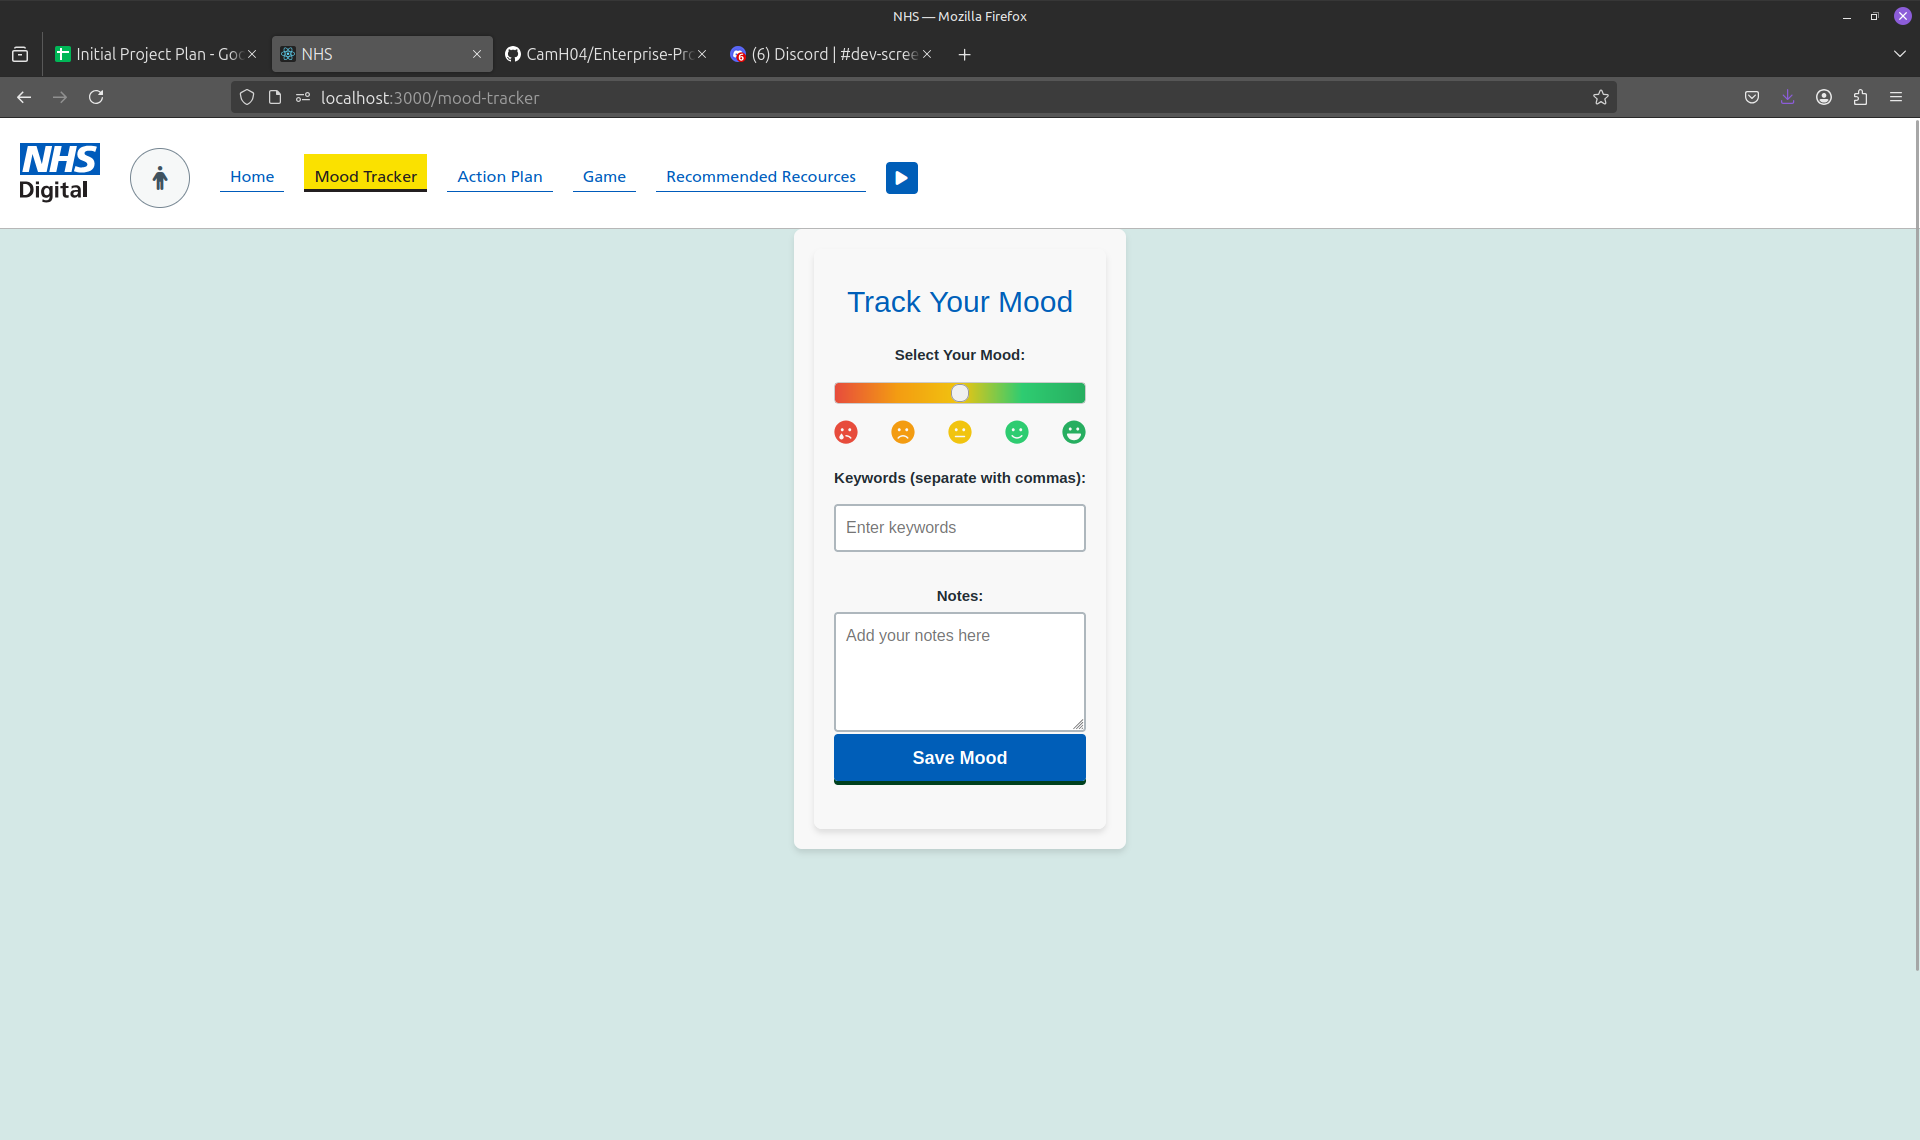 NHS — Mozilla Firefox
Initial Project Plan - Goo
NHS
CamH04/Enterprise-Pro
(6) Discord | #dev-scree
localhost:3000/mood-tracker
NHS
Digital
Home
Mood Tracker
Action Plan
Game
Recommended Recources
Track Your Mood
Select Your Mood:
Keywords (separate with commas):
Enter keywords
Notes:
Add your notes here
Save Mood